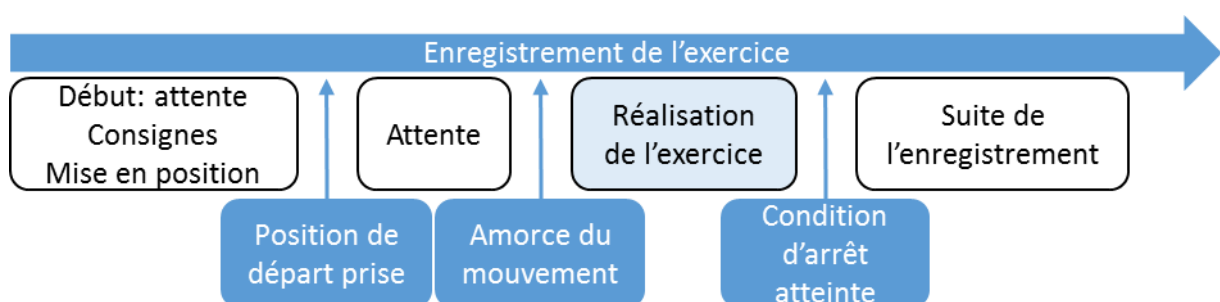 Enregistrement de l'exercice
Début: attente
Consignes
Mise en position
Attente
Réalisation
de l'exercice
Suite de
l'enregistrement
Position de
départ prise
Amorce du
mouvement
Condition
d'arrêt
atteinte